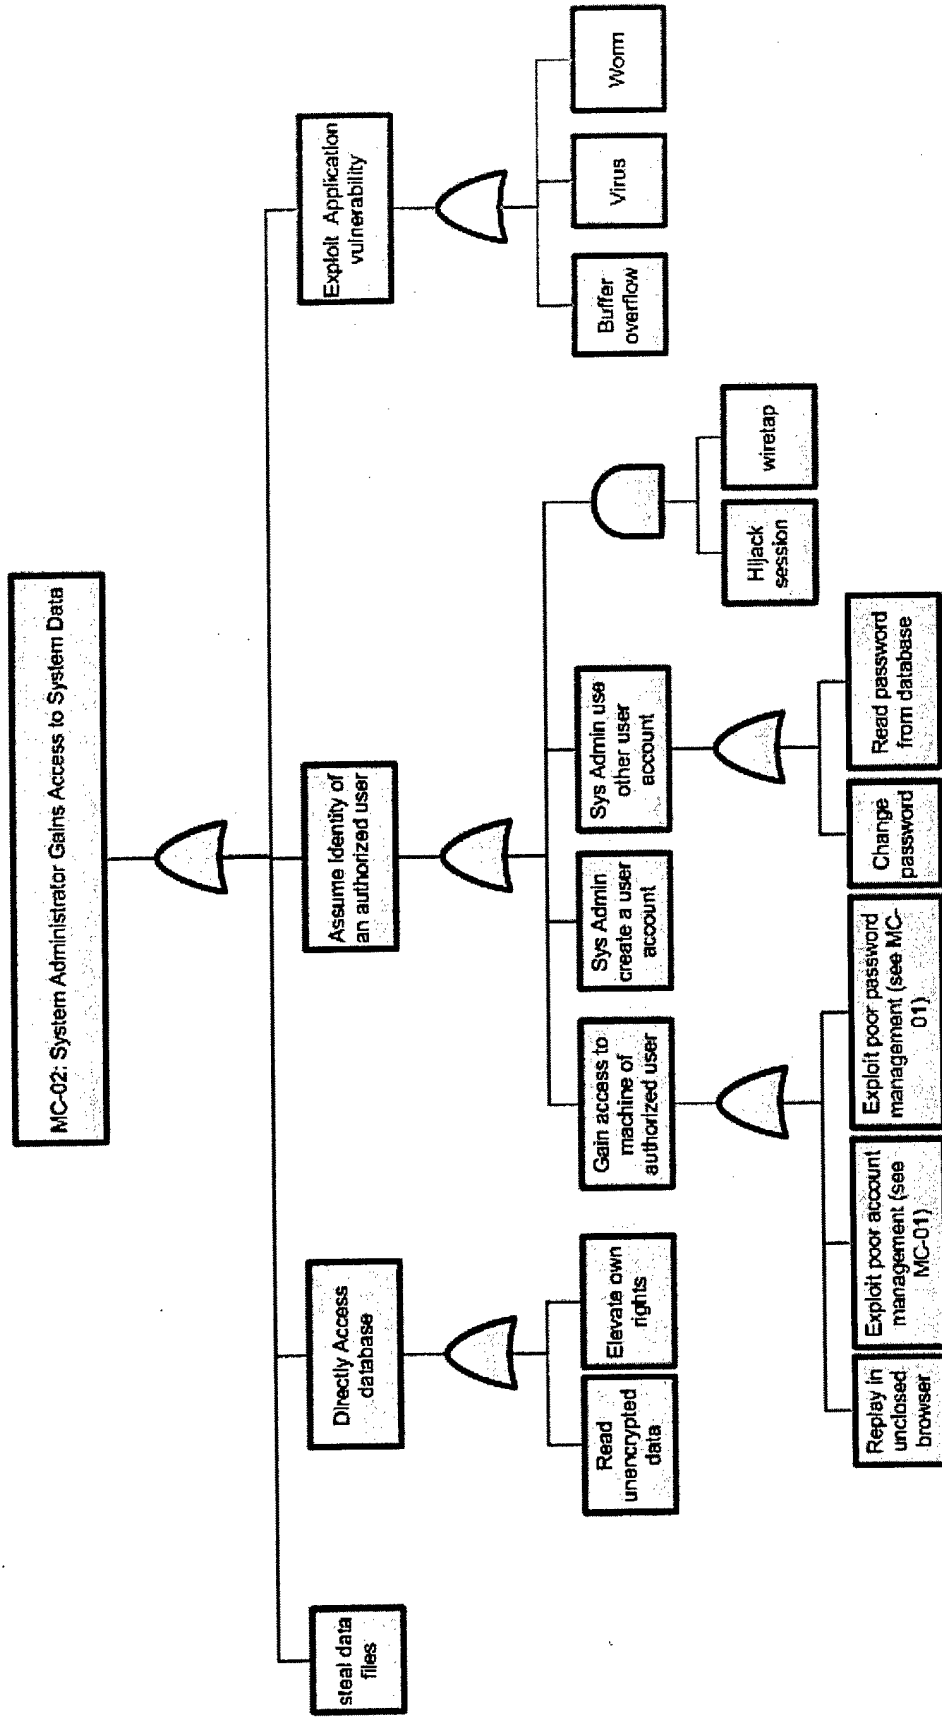 MC-02: System Administrator Gains Access to System Data
steal data
files
Directly Access
database
Assume Identity of
an authorized user
Exploit Application
vulnerability
Read
unencrypted
data
Elevate own
rights
Gain access to
machine of
authorized user
Sys Admin
create a user
account
Sys Admin use
other user
account
Buffer
overflow
Virus
Worm
Hijack
session
wiretap
Replay in
unclosed
browser
Exploit poor account
management (see
MC-01)
Exploit poor password
management (see MC-
01)
Change
password
Read password
from database